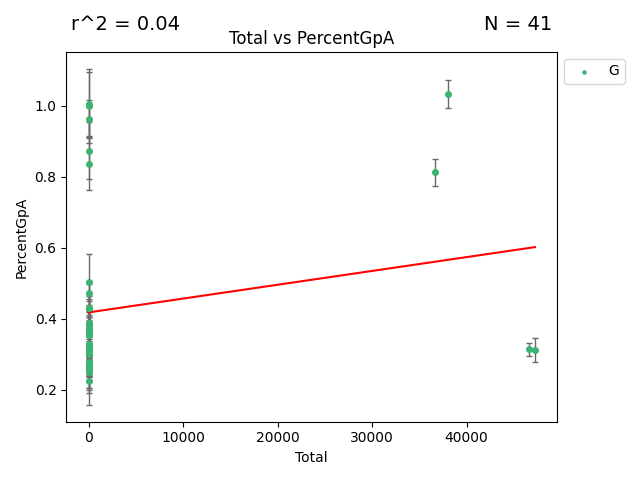 r^2 = 0.04
N = 41
Total vs PercentGpA
G
PercentGpA
1.0
0.8
0.6
0.4
0.2
0
10000
20000
30000
40000
Total